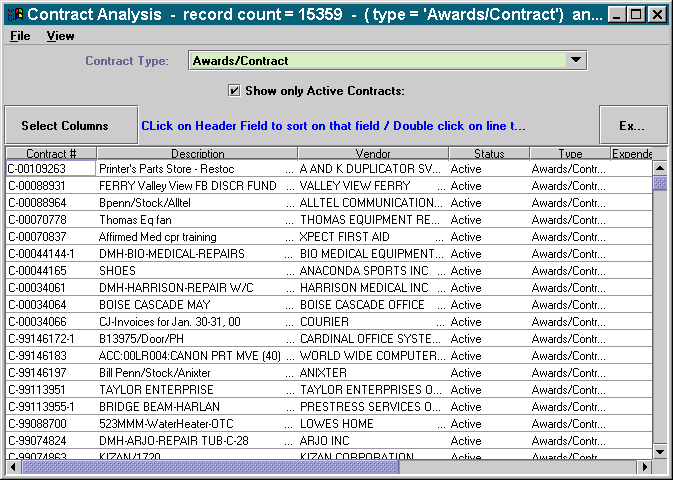 Contract Analysis - record count = 15359 - ( type = 'Awards/Contract') an...
File View
Contract Type: Awards/Contract
Show only Active Contracts:
Select Columns CLick on Header Field to sort on that field / Double click on line t... Ex...
Contract # Description Vendor Status Type Expende
C-00109263 Printer's Parts Store - Restoc ... A AND K DUPLICATOR SV... Active Awards/Contr...
C-00088931 FERRY Valley View FB DISCR FUND ... VALLEY VIEW FERRY ... Active Awards/Contr...
C-00088964 Bpenn/Stock/Alltel ... ALLTEL COMMUNICATION... Active Awards/Contr...
C-00070778 Thomas Eq fan ... THOMAS EQUIPMENT RE... Active Awards/Contr...
C-00070837 Affirmed Med cpr training ... XPECT FIRST AID ... Active Awards/Contr...
C-00044144-1 DMH-BIO-MEDICAL-REPAIRS ... BIO MEDICAL EQUIPMENT... Active Awards/Contr...
C-00044165 SHOES ... ANACONDA SPORTS INC ... Active Awards/Contr...
C-00034061 DMH-HARRISON-REPAIR W/C ... HARRISON MEDICAL INC ... Active Awards/Contr...
C-00034064 BOISE CASCADE MAY ... BOISE CASCADE OFFICE ... Active Awards/Contr...
C-00034066 CJ-Invoices for Jan. 30-31, 00 ... COURIER ... Active Awards/Contr...
C-99146172-1 B13975/Door/PH ... CARDINAL OFFICE SYSTE... Active Awards/Contr...
C-99146183 ACC:00LR004:CANON PRT MVE (40) ... WORLD WIDE COMPUTER... Active Awards/Contr...
C-99146197 Bill Penn/Stock/Anixter ... ANIXTER ... Active Awards/Contr...
C-99113951 TAYLOR ENTERPRISE ... TAYLOR ENTERPRISES O... Active Awards/Contr...
C-99113955-1 BRIDGE BEAM-HARLAN ... PRESTRESS SERVICES O... Active Awards/Contr...
C-99088700 523MMM-WaterHeater-OTC ... LOWES HOME ... Active Awards/Contr...
C-99074824 DMH-ARJO-REPAIR TUB-C-28 ... ARJO INC ... Active Awards/Contr...
C-99074863 KIZAN/1720 ... KIZAN CORPORATION ... Active Awards/Contr...